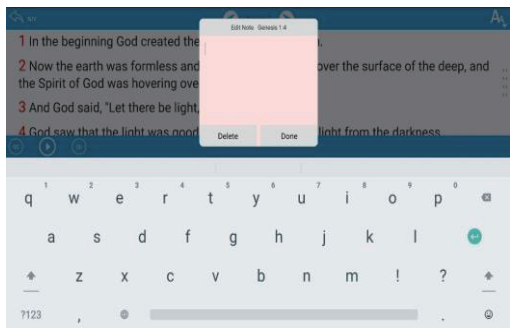 NIV
Edit Note - Genesis 1:4
1 In the beginning God created the
2 Now the earth was formless and over the surface of the deep, and
the Spirit of God was hovering ove
3 And God said, "Let there be light,
4 God saw that the light was good light from the darkness
Delete Done
1 2 3 4 5 6 7 8 9 0
q w e r t y u i o p
a s d f g h j k l
z x c v b n m ! ?
?123 , .